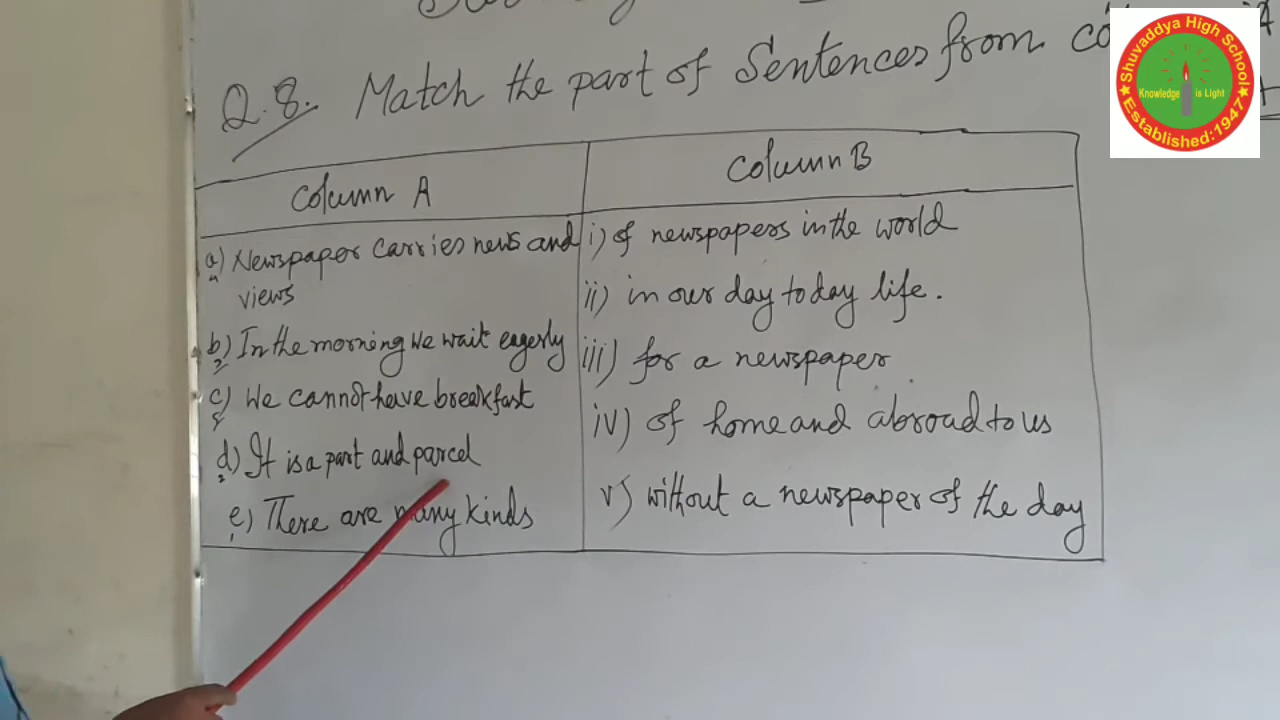 Q.8. Match the part of Sentences from
Column A
Column B
a) Newspaper carries news and
views
b) In the morning we wait eagerly
c) We cannot have breakfast
d) It is a part and parcel
e) There are many kinds
i) of newspapers in the world
ii) in our day to day life.
iii) for a newspaper
iv) of home and abroad to us
v) without a newspaper of the day
Shuvaddya High School
Knowledge is Light
Established:1947